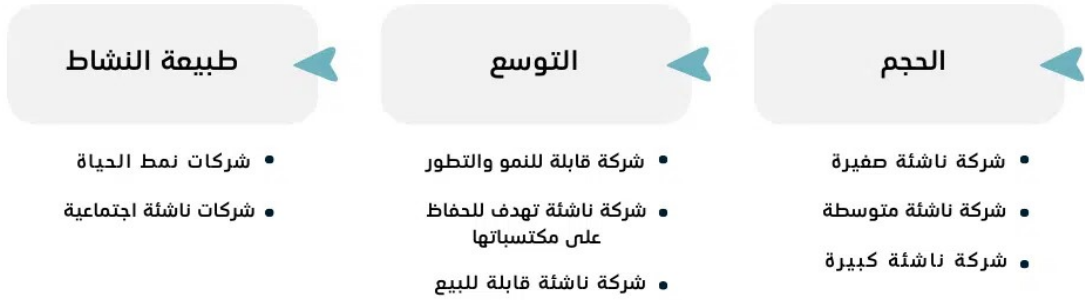 الحجم
شركة ناشئة صغيرة
شركة ناشئة متوسطة
شركة ناشئة كبيرة
التوسع
شركة قابلة للنمو والتطور
شركة ناشئة تهدف للحفاظ
على مكتسباتها
شركة ناشئة قابلة للبيع
طبيعة النشاط
شركات نمط الحياة
شركات ناشئة اجتماعية